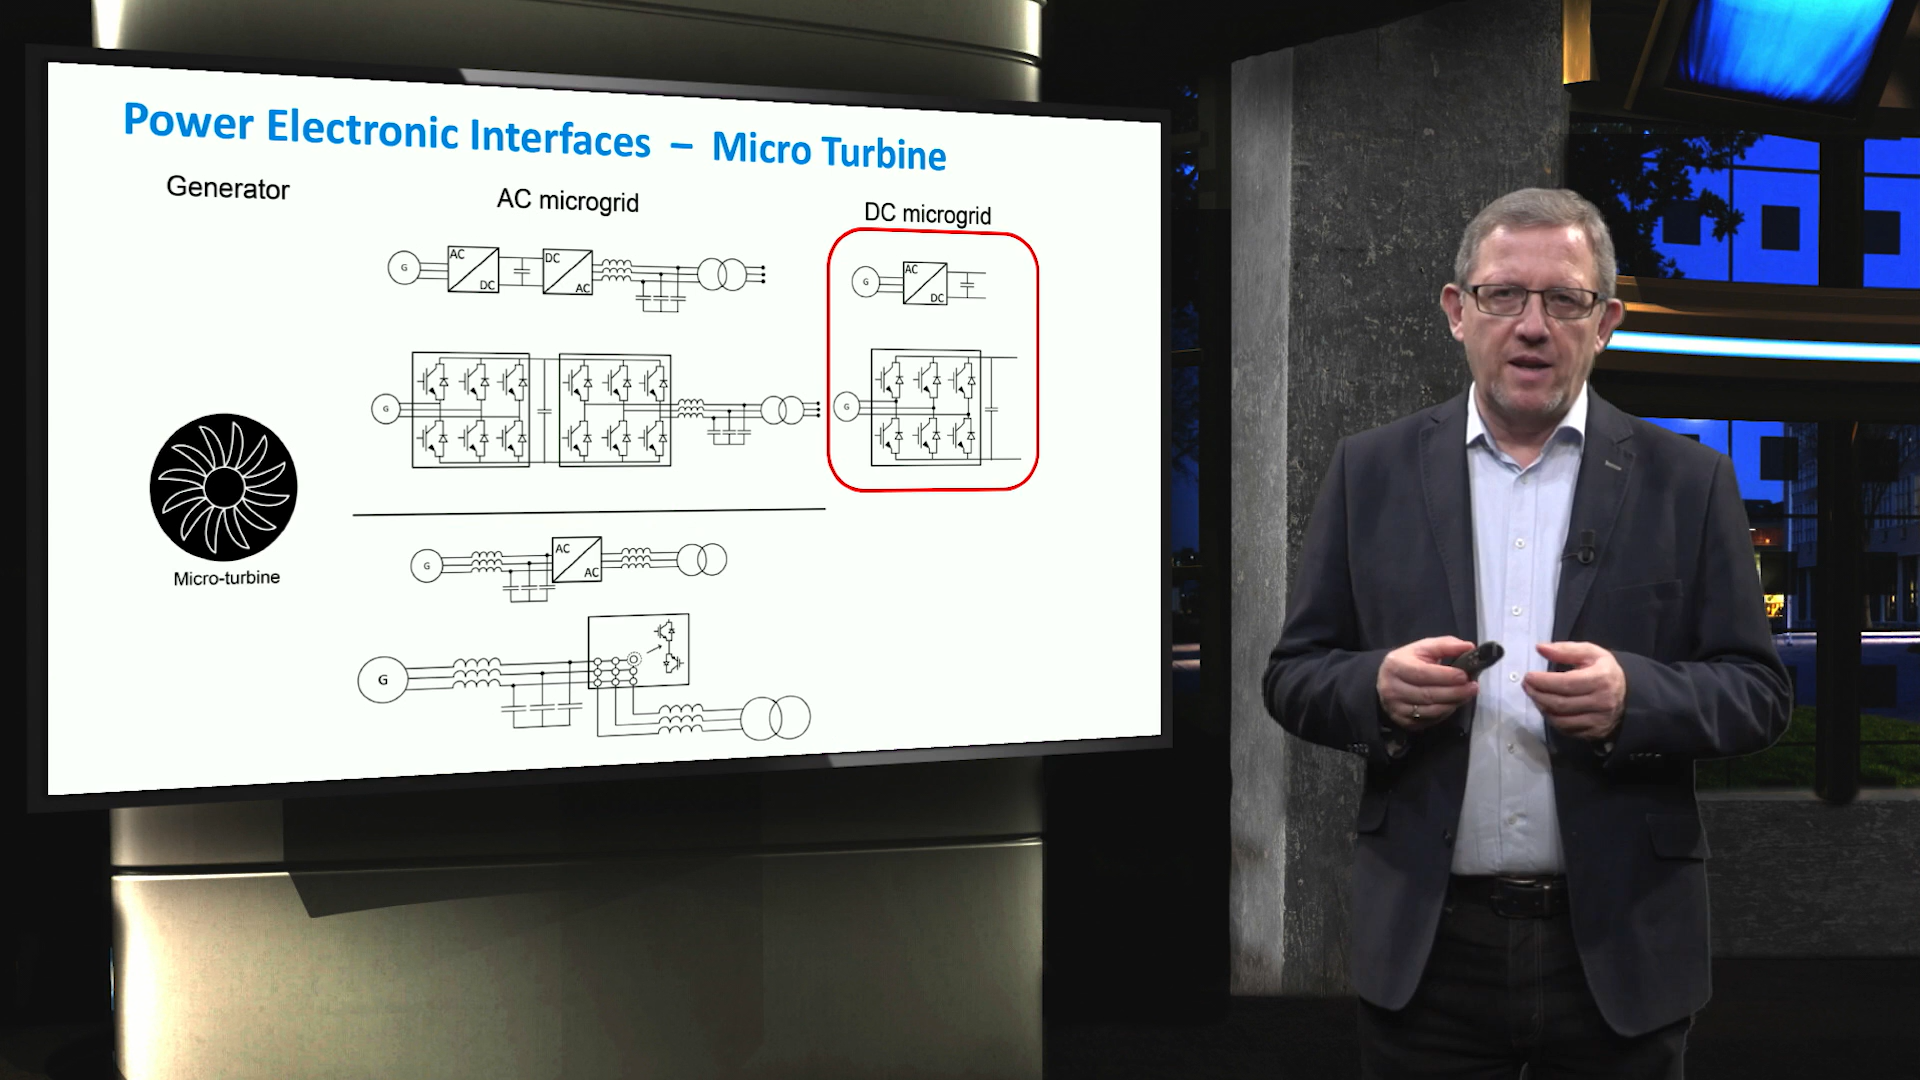 Power Electronic Interfaces – Micro Turbine
Generator
AC microgrid
DC microgrid
G
AC
DC
DC
AC
G
AC
DC
G
G
Micro-turbine
G
AC
AC
G